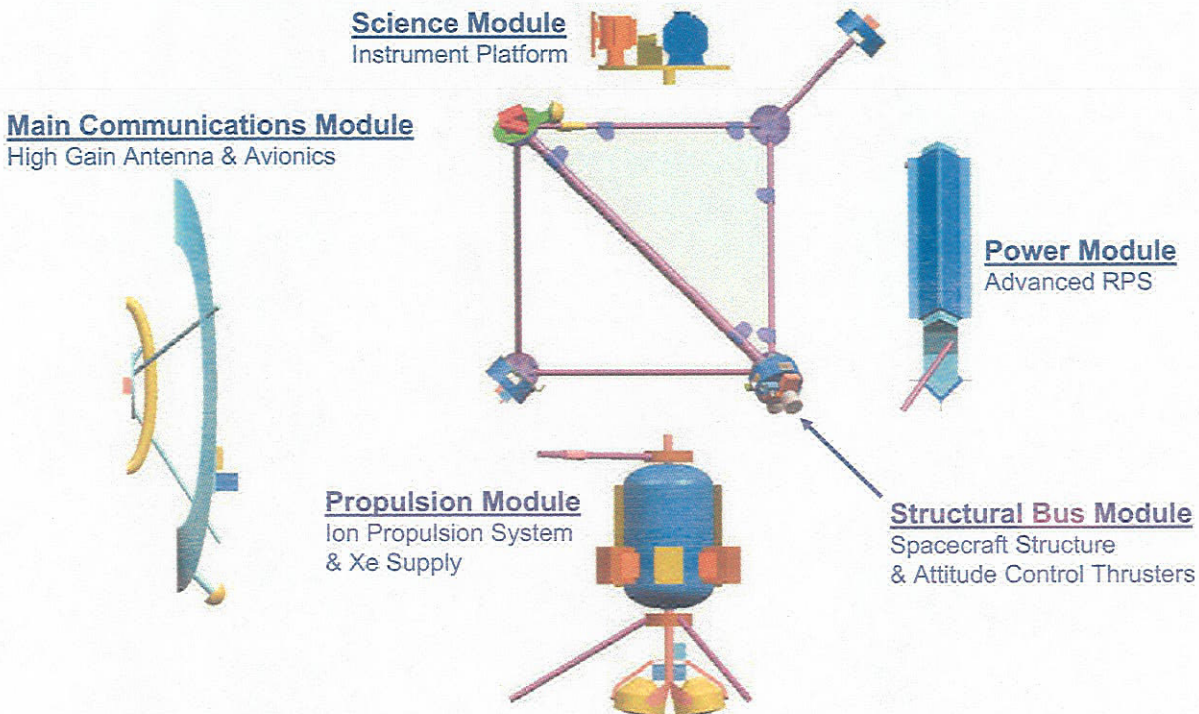 Science Module
Instrument Platform
Main Communications Module
High Gain Antenna & Avionics
Power Module
Advanced RPS
Propulsion Module
Ion Propulsion System
& Xe Supply
Structural Bus Module
Spacecraft Structure
& Attitude Control Thrusters